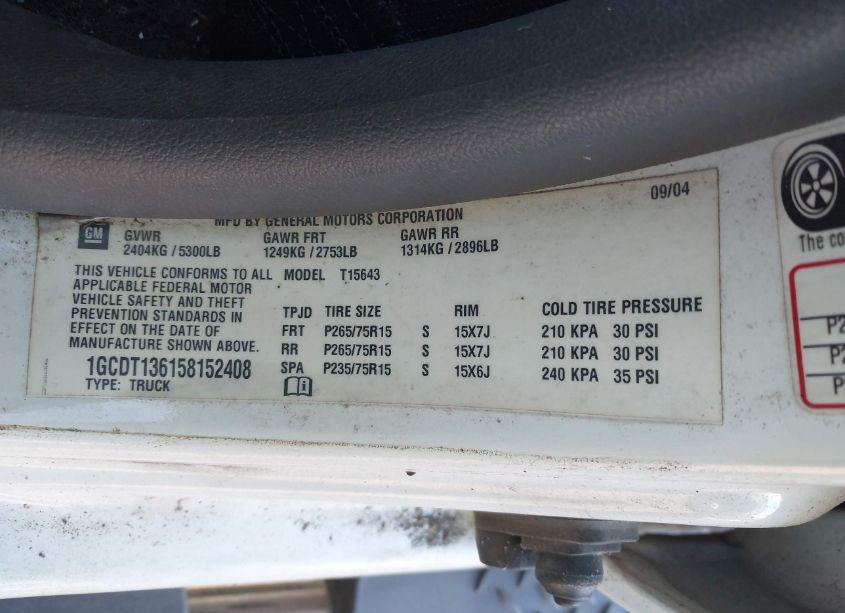 09/04
MFD BY GENERAL MOTORS CORPORATION
GM
GVWR GAWR FRT GAWR RR
2404KG / 5300LB 1249KG / 2753LB 1314KG / 2896LB
THIS VEHICLE CONFORMS TO ALL MODEL T15643
APPLICABLE FEDERAL MOTOR
VEHICLE SAFETY AND THEFT
PREVENTION STANDARDS IN TPJD TIRE SIZE RIM COLD TIRE PRESSURE
EFFECT ON THE DATE OF FRT P265/75R15 S 15X7J 210 KPA 30 PSI
MANUFACTURE SHOWN ABOVE. RR P265/75R15 S 15X7J 210 KPA 30 PSI
1GCDT136158152408 SPA P235/75R15 S 15X6J 240 KPA 35 PSI
TYPE: TRUCK
The co
P2
P2
P